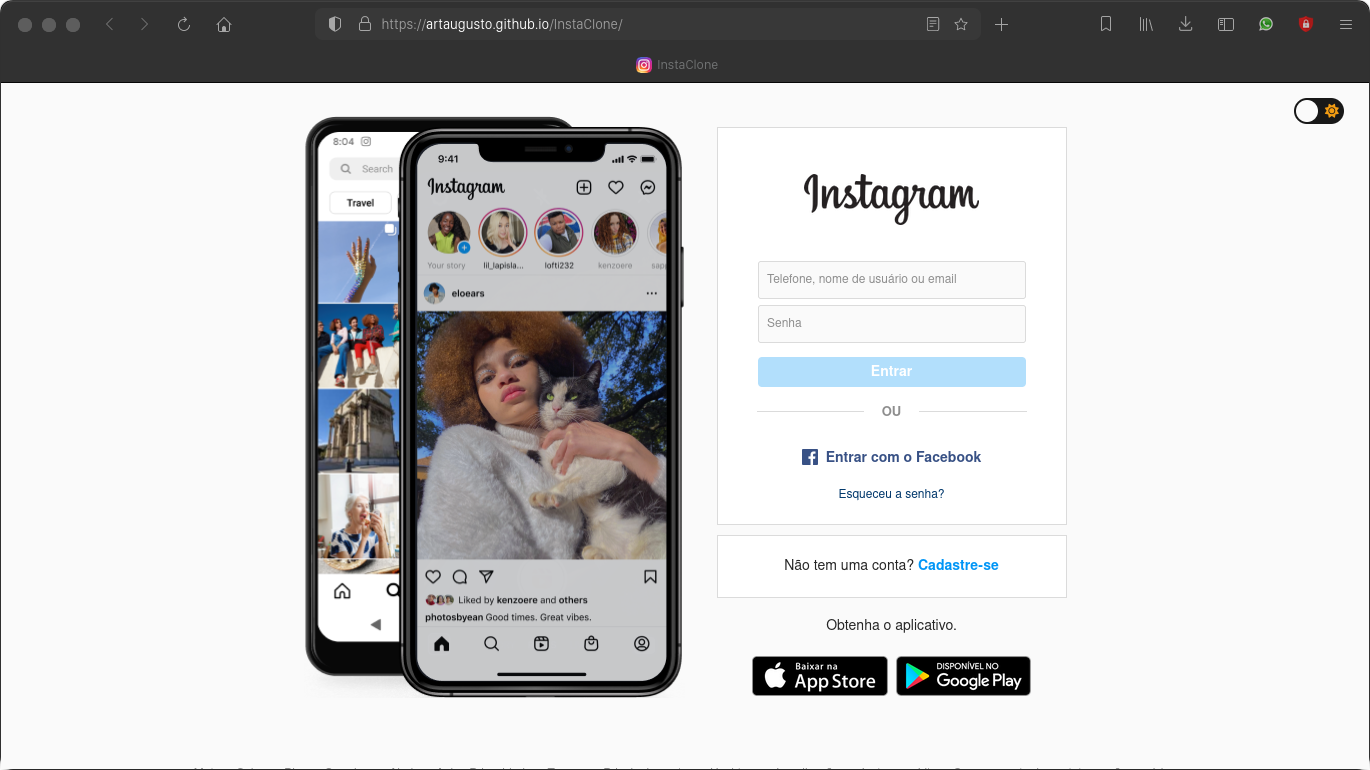 https://artaugusto.github.io/InstaClone/
InstaClone
8:04
Search
Travel
9:41
Instagram
Your story
lil_lapisla...
lofti232
kenzoere
sapp
eloears
Liked by kenzoere and others
photosbyean Good times. Great vibes.
Instagram
Telefone, nome de usuário ou email
Senha
Entrar
OU
Entrar com o Facebook
Esqueceu a senha?
Não tem uma conta? Cadastre-se
Obtenha o aplicativo.
Baixar na
App Store
DISPONÍVEL NO
Google Play